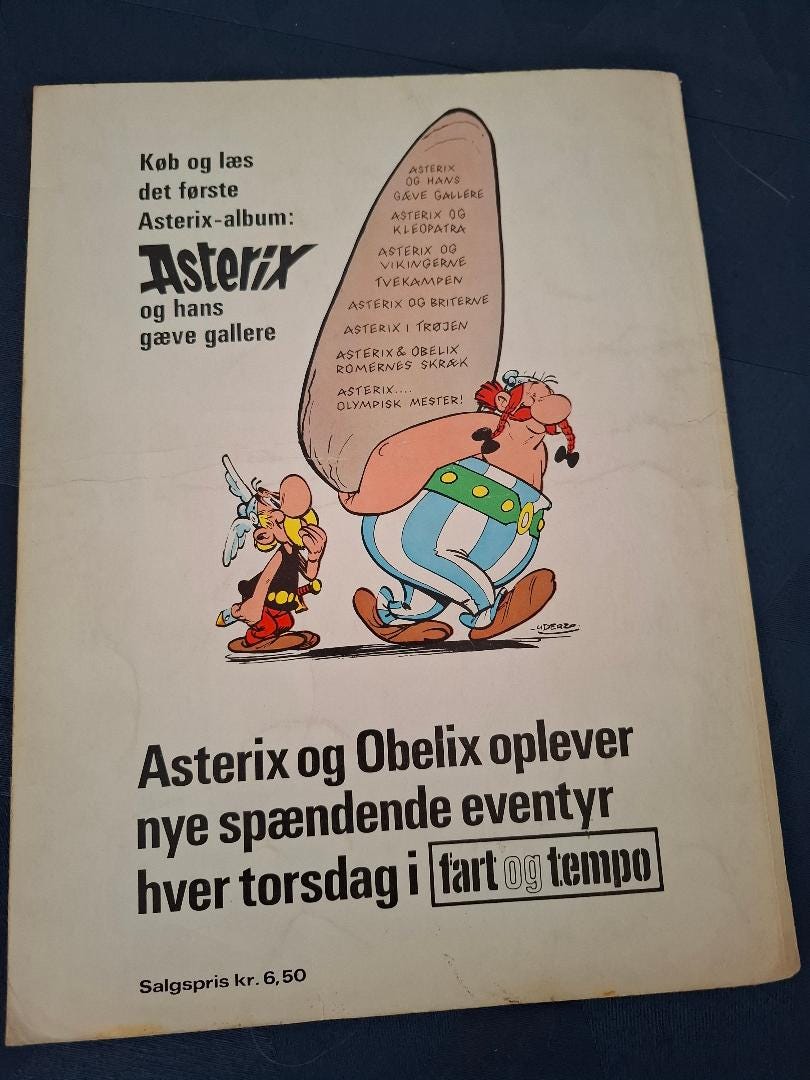 Køb og læs
det første
Asterix-album:
Asterix
og hans
gæve gallere
ASTERIX
OG HANS
GÆVE GALLERE
ASTERIX OG
KLEOPATRA
ASTERIX OG
VIKINGERNE
TVEKAMPEN
ASTERIX OG BRITERNE
ASTERIX I TRØJEN
ASTERIX & OBELIX
ROMERNES SKRÆK
ASTERIX....
OLYMPISK MESTER!
UDERZO
Asterix og Obelix oplever
nye spændende eventyr
hver torsdag i fart og tempo
Salgspris kr. 6,50